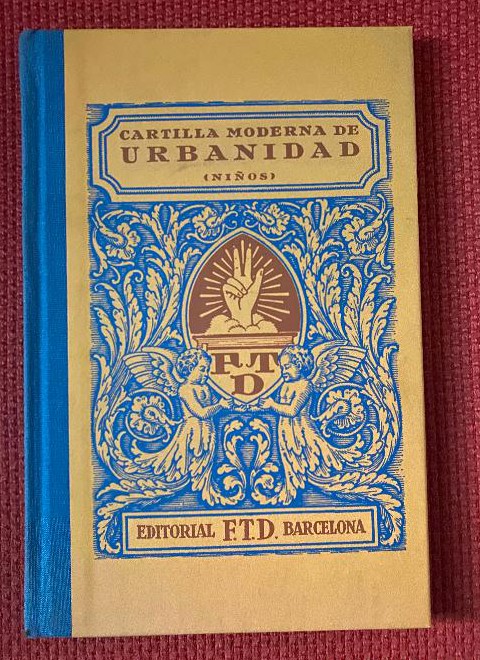 CARTILLA MODERNA DE
URBANIDAD
(NIÑOS)
F.T.
D
EDITORIAL F.T.D. BARCELONA